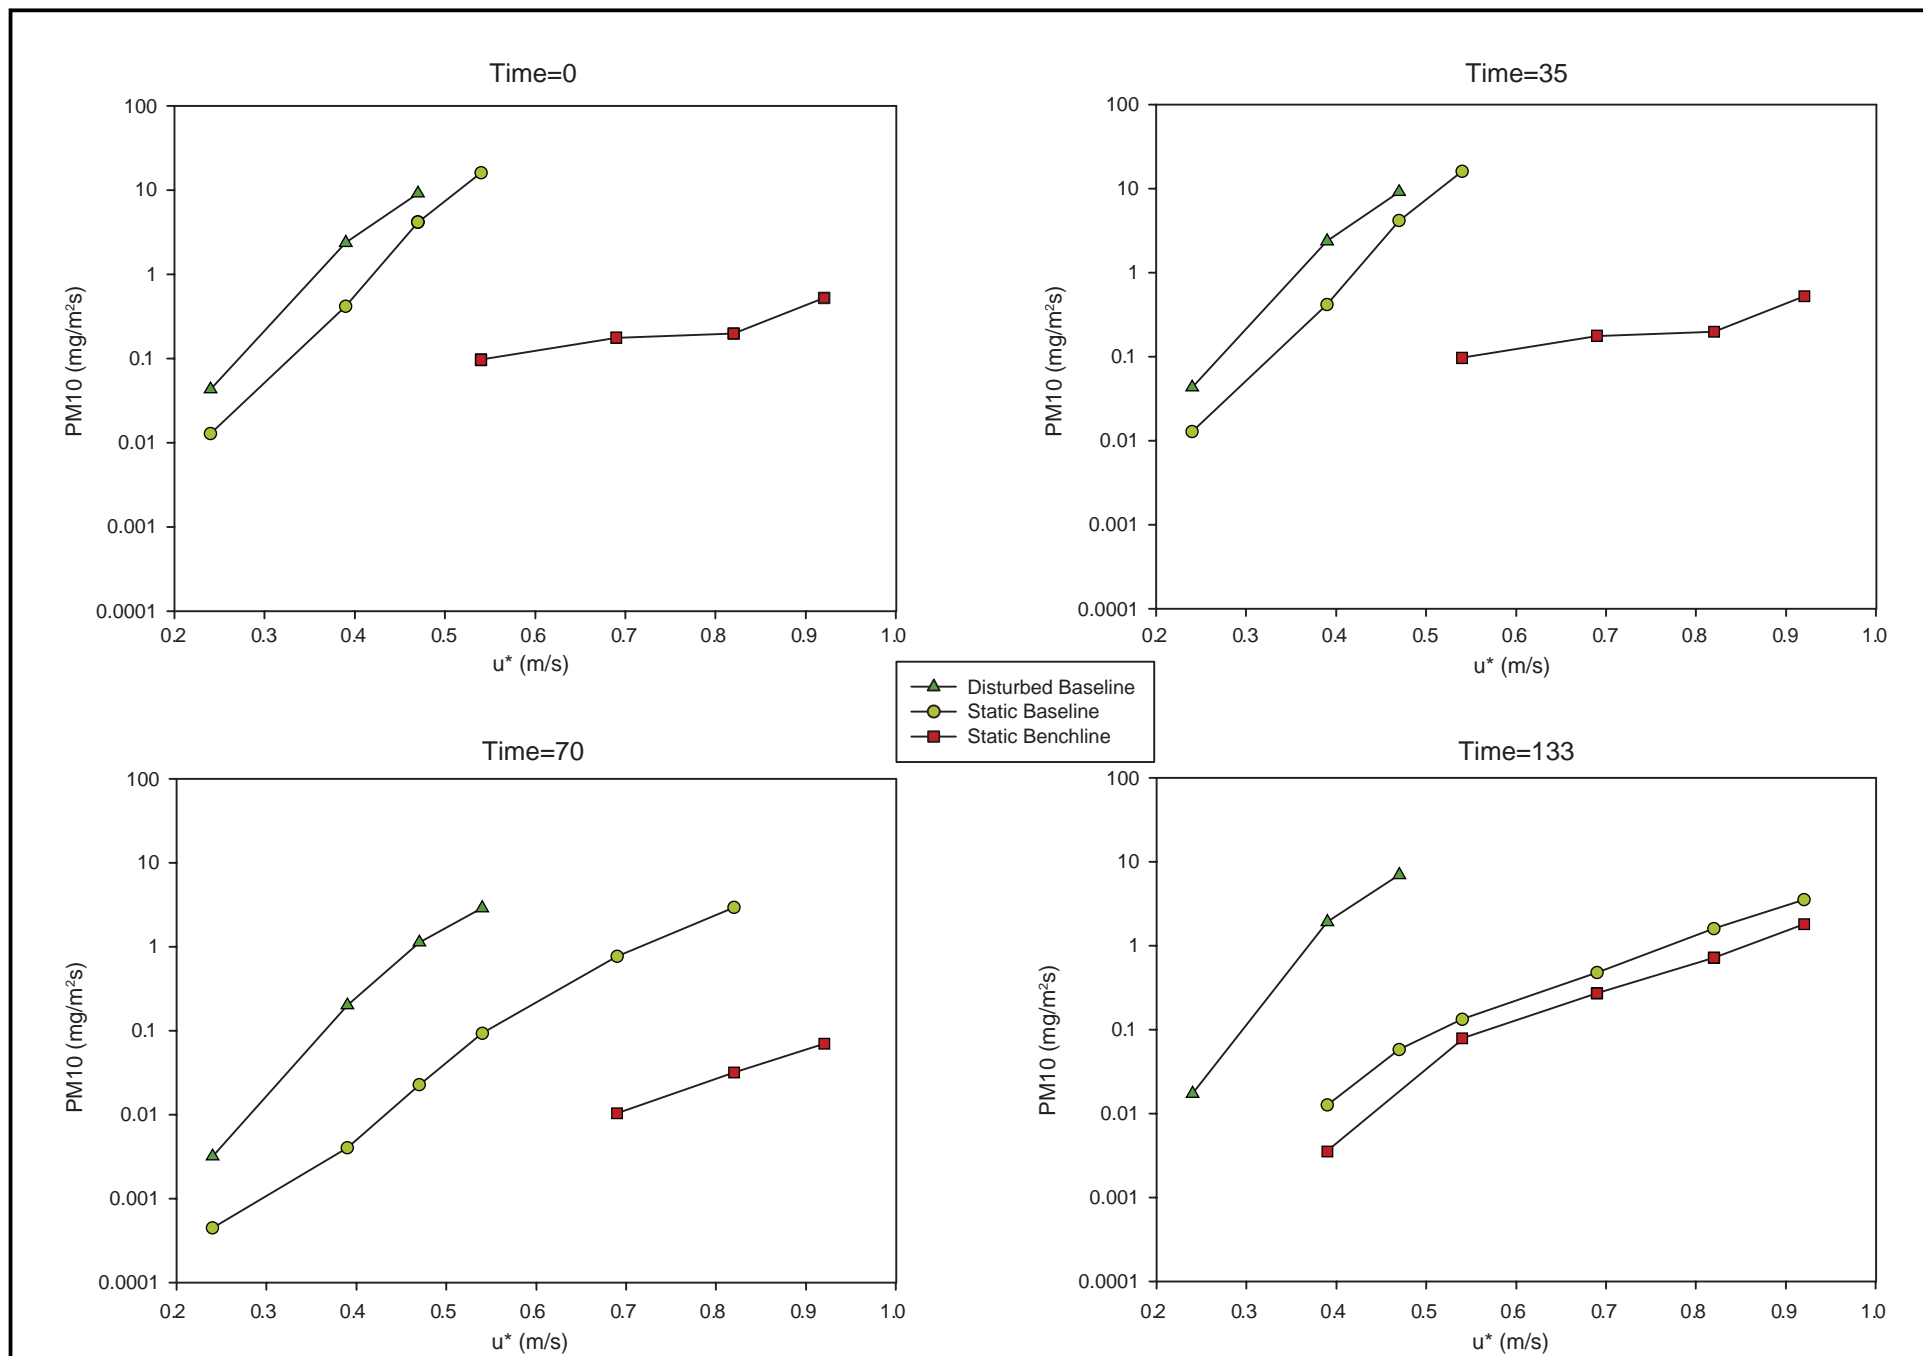 Time=0
100
10
1
0.1
0.01
0.001
0.0001
PM10 (mg/m²s)
0.2 0.3 0.4 0.5 0.6 0.7 0.8 0.9 1.0
u* (m/s)
Time=35
100
10
1
0.1
0.01
0.001
0.0001
PM10 (mg/m²s)
0.2 0.3 0.4 0.5 0.6 0.7 0.8 0.9 1.0
u* (m/s)
Disturbed Baseline
Static Baseline
Static Benchline
Time=70
100
10
1
0.1
0.01
0.001
0.0001
PM10 (mg/m²s)
0.2 0.3 0.4 0.5 0.6 0.7 0.8 0.9 1.0
u* (m/s)
Time=133
100
10
1
0.1
0.01
0.001
0.0001
PM10 (mg/m²s)
0.2 0.3 0.4 0.5 0.6 0.7 0.8 0.9 1.0
u* (m/s)